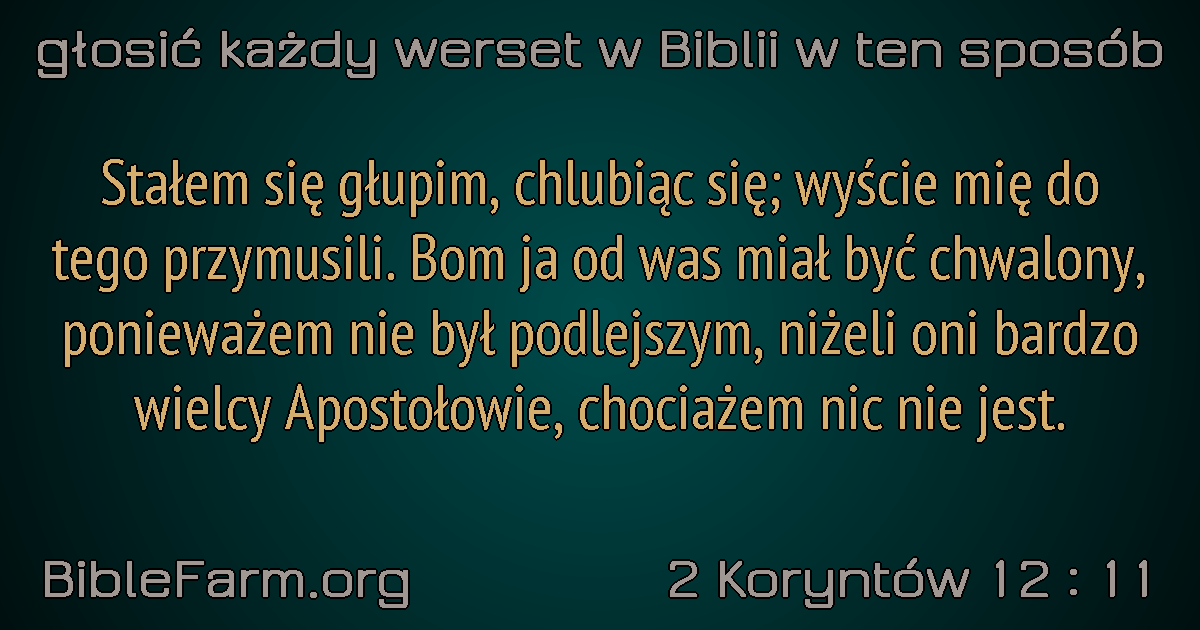 głosić każdy werset w Biblii w ten sposób
Stałem się głupim, chlubiąc się; wyście mię do
tego przymusili. Bom ja od was miał być chwalony,
ponieważem nie był podlejszym, niżeli oni bardzo
wielcy Apostołowie, chociażem nic nie jest.
BibleFarm.org
2 Koryntów 12 : 11